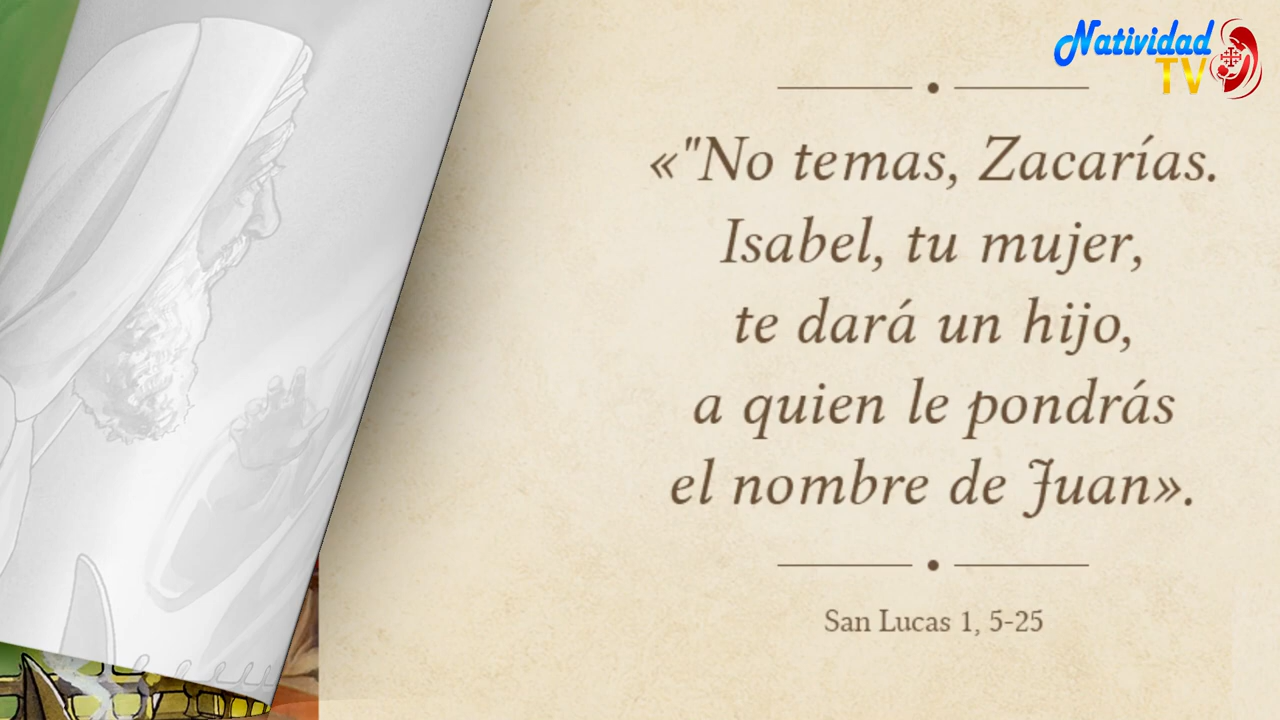 Natividad
TV
«"No temas, Zacarías.
Isabel, tu mujer,
te dará un hijo,
a quien le pondrás
el nombre de Juan».
San Lucas 1, 5-25